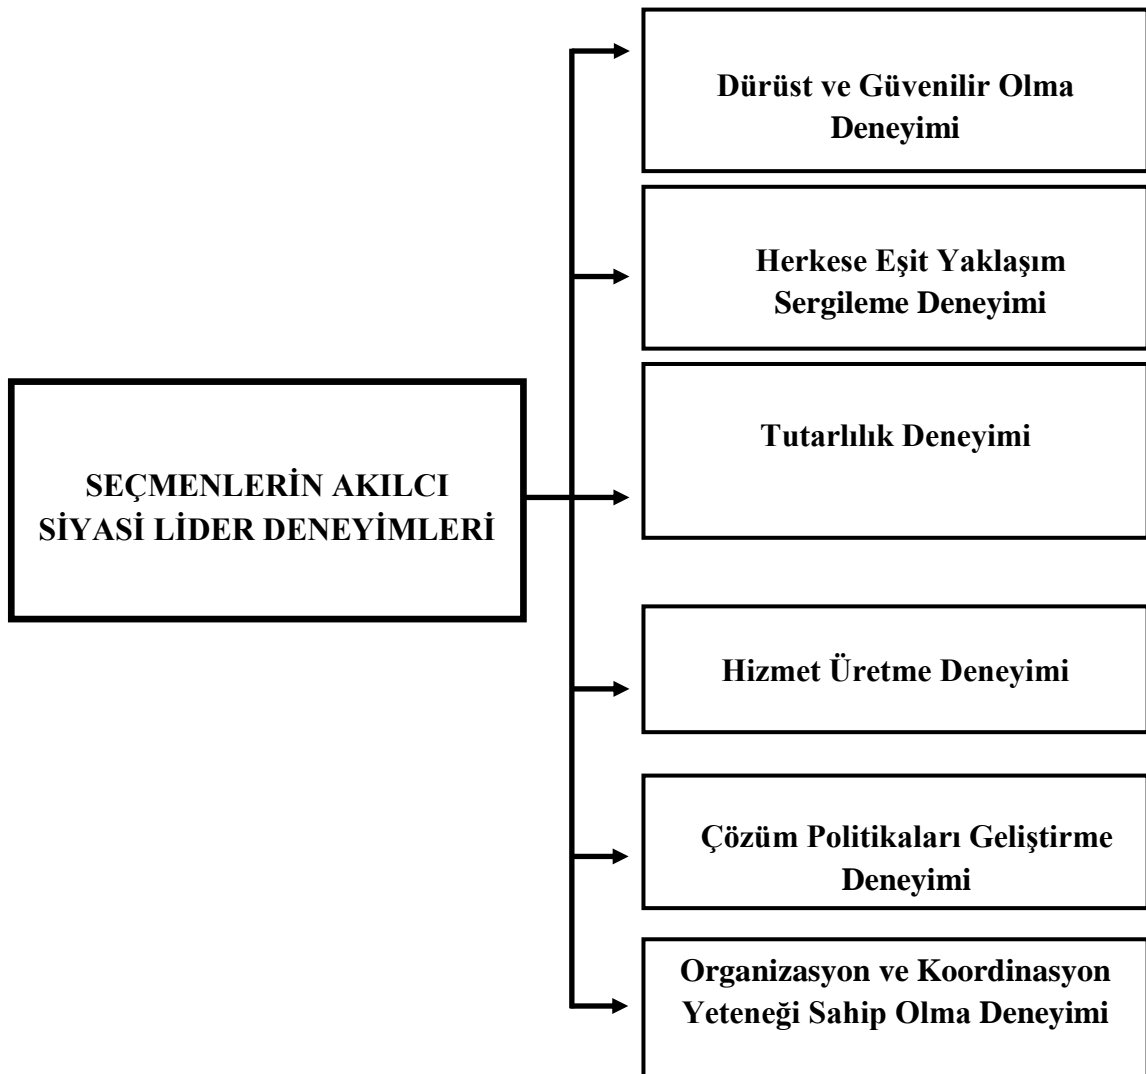 Dürüst ve Güvenilir Olma
Deneyimi
Herkese Eşit Yaklaşım
Sergileme Deneyimi
Tutarlılık Deneyimi
SEÇMENLERİN AKILCI
SİYASİ LİDER DENEYİMLERİ
Hizmet Üretme Deneyimi
Çözüm Politikaları Geliştirme
Deneyimi
Organizasyon ve Koordinasyon
Yeteneği Sahip Olma Deneyimi